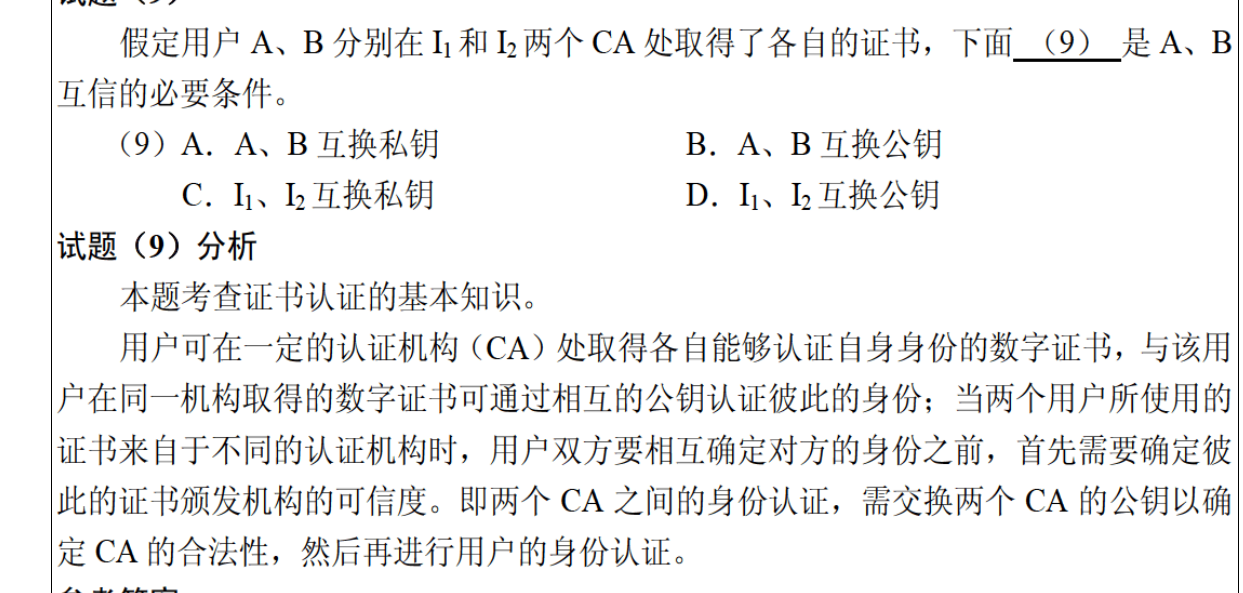 假定用户 A、B 分别在 I₁ 和 I₂ 两个 CA 处取得了各自的证书，下面 （9） 是 A、B
互信的必要条件。
（9）A．A、B 互换私钥 B．A、B 互换公钥
C．I₁、I₂ 互换私钥 D．I₁、I₂ 互换公钥
试题（9）分析
本题考查证书认证的基本知识。
用户可在一定的认证机构（CA）处取得各自能够认证自身身份的数字证书，与该用
户在同一机构取得的数字证书可通过相互的公钥认证彼此的身份；当两个用户所使用的
证书来自于不同的认证机构时，用户双方要相互确定对方的身份之前，首先需要确定彼
此的证书颁发机构的可信度。即两个 CA 之间的身份认证，需交换两个 CA 的公钥以确
定 CA 的合法性，然后再进行用户的身份认证。